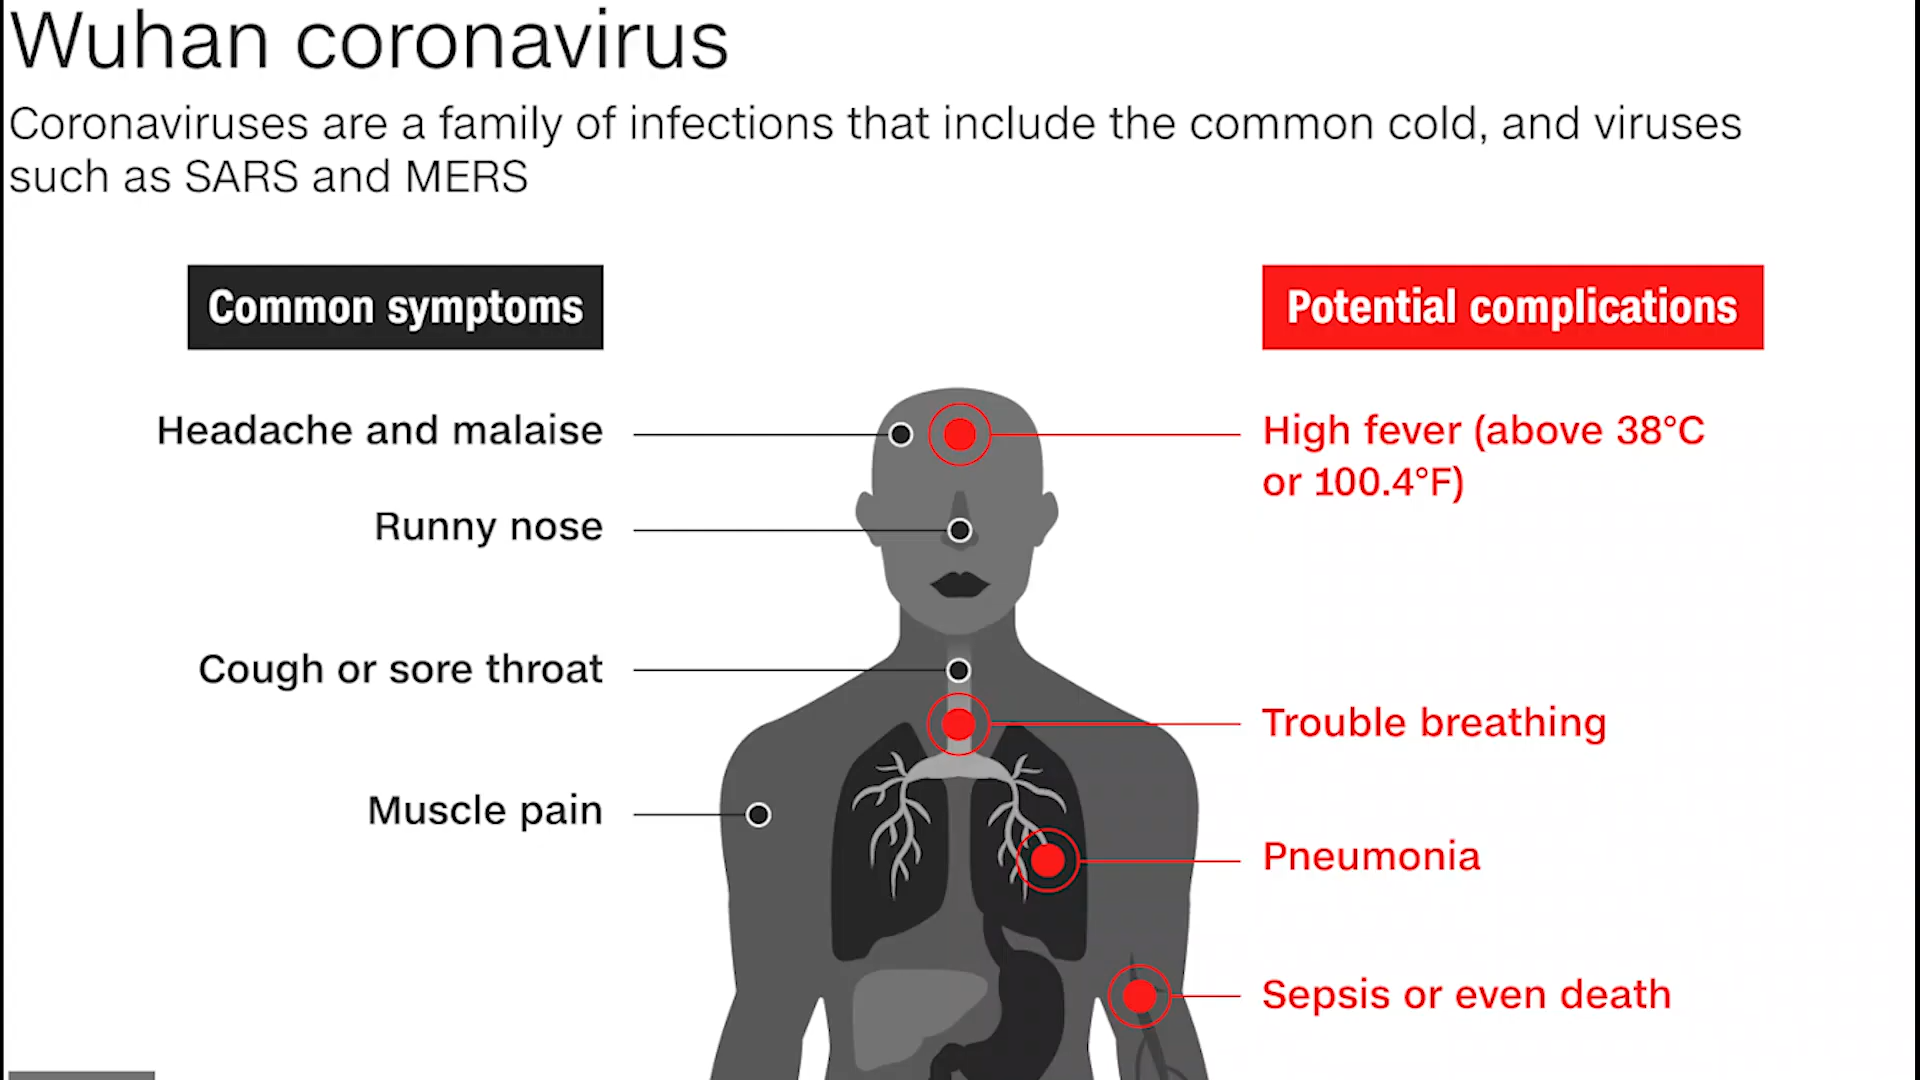 Wuhan coronavirus
Coronaviruses are a family of infections that include the common cold, and viruses
such as SARS and MERS
Common symptoms
Headache and malaise
Runny nose
Cough or sore throat
Muscle pain
Potential complications
High fever (above 38°C
or 100.4°F)
Trouble breathing
Pneumonia
Sepsis or even death